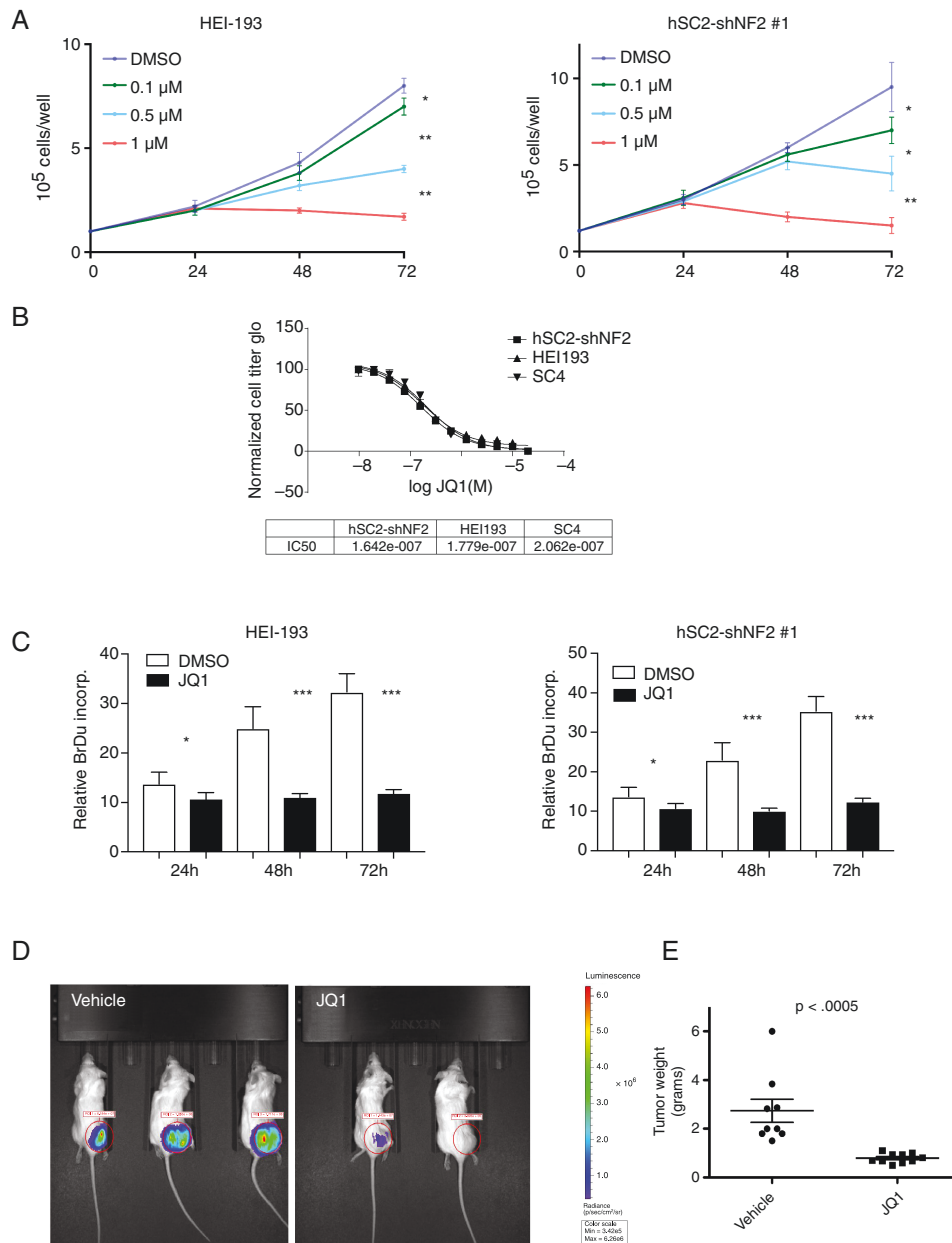 A
HEI-193
10
5
0
10⁵ cells/well
DMSO
0.1 µM
0.5 µM
1 µM
*
**
**
0
24
48
72
hSC2-shNF2 #1
10
5
0
10⁵ cells/well
DMSO
0.1 µM
0.5 µM
1 µM
*
*
**
0
24
48
72
B
150
100
50
0
−50
Normalized cell titer glo
hSC2-shNF2
HEI193
SC4
−8
−7
−6
−5
−4
log JQ1(M)
hSC2-shNF2 HEI193 SC4
IC50 1.642e-007 1.779e-007 2.062e-007
C
HEI-193
40
30
20
10
0
Relative BrDu incorp.
DMSO
JQ1
*
***
***
24h
48h
72h
hSC2-shNF2 #1
50
40
30
20
10
0
Relative BrDu incorp.
DMSO
JQ1
*
***
***
24h
48h
72h
D
Vehicle
JQ1
XENOGEN
Luminescence
6.0
5.0
4.0
3.0
2.0
1.0
× 10⁶
Radiance
(p/sec/cm²/sr)
Color scale
Min = 3.42e5
Max = 6.26e6
E
p < .0005
6
4
2
0
Tumor weight
(grams)
Vehicle
JQ1